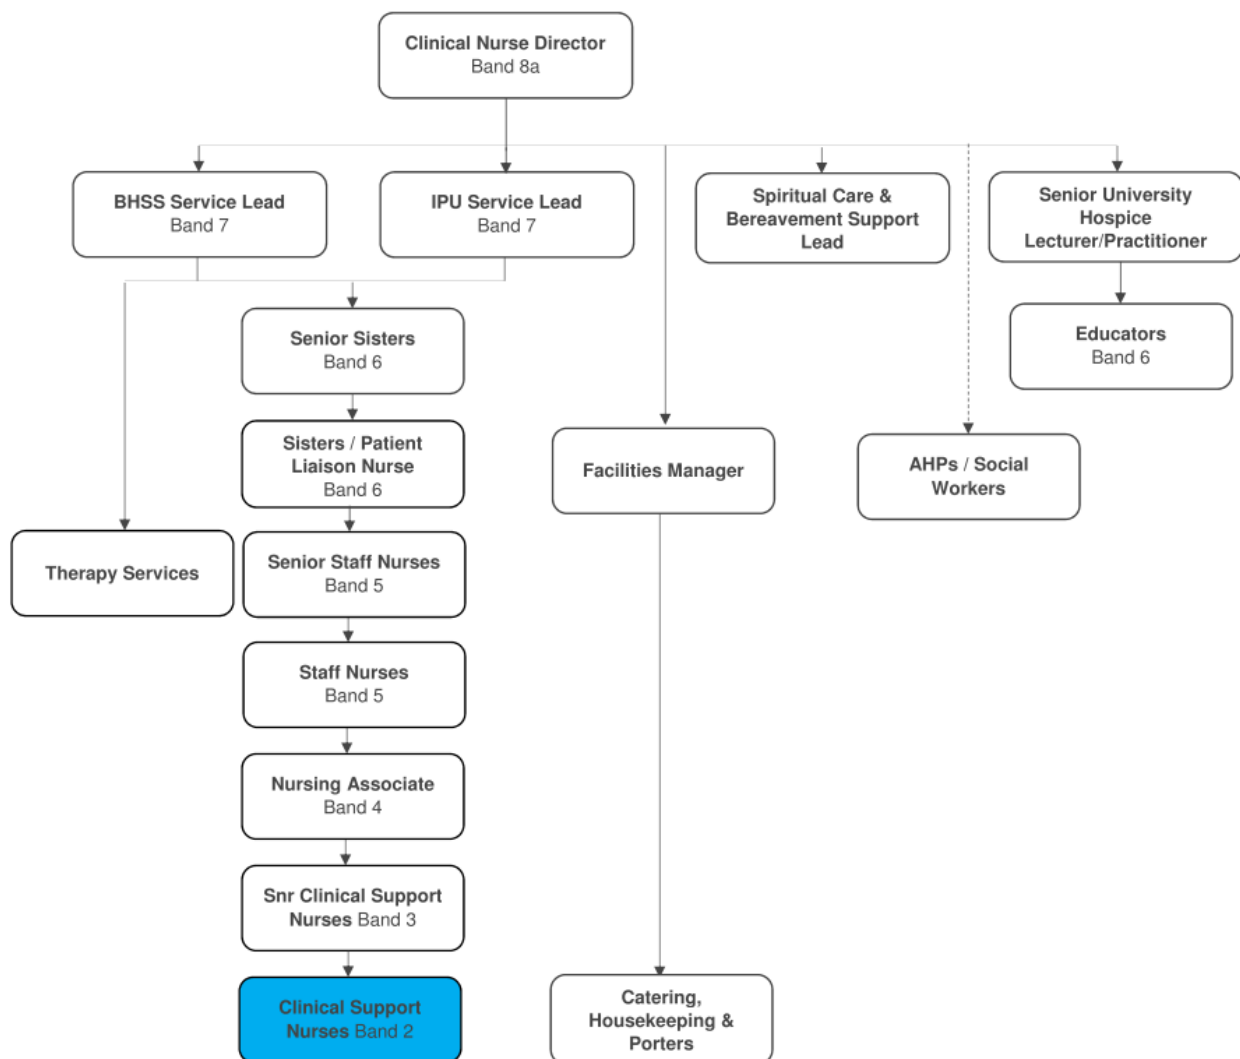 Clinical Nurse Director
Band 8a
BHSS Service Lead
Band 7
IPU Service Lead
Band 7
Spiritual Care &
Bereavement Support
Lead
Senior University
Hospice
Lecturer/Practitioner
Senior Sisters
Band 6
Educators
Band 6
Sisters / Patient
Liaison Nurse
Band 6
Facilities Manager
AHPs / Social
Workers
Therapy Services
Senior Staff Nurses
Band 5
Staff Nurses
Band 5
Nursing Associate
Band 4
Snr Clinical Support
Nurses Band 3
Clinical Support
Nurses Band 2
Catering,
Housekeeping &
Porters